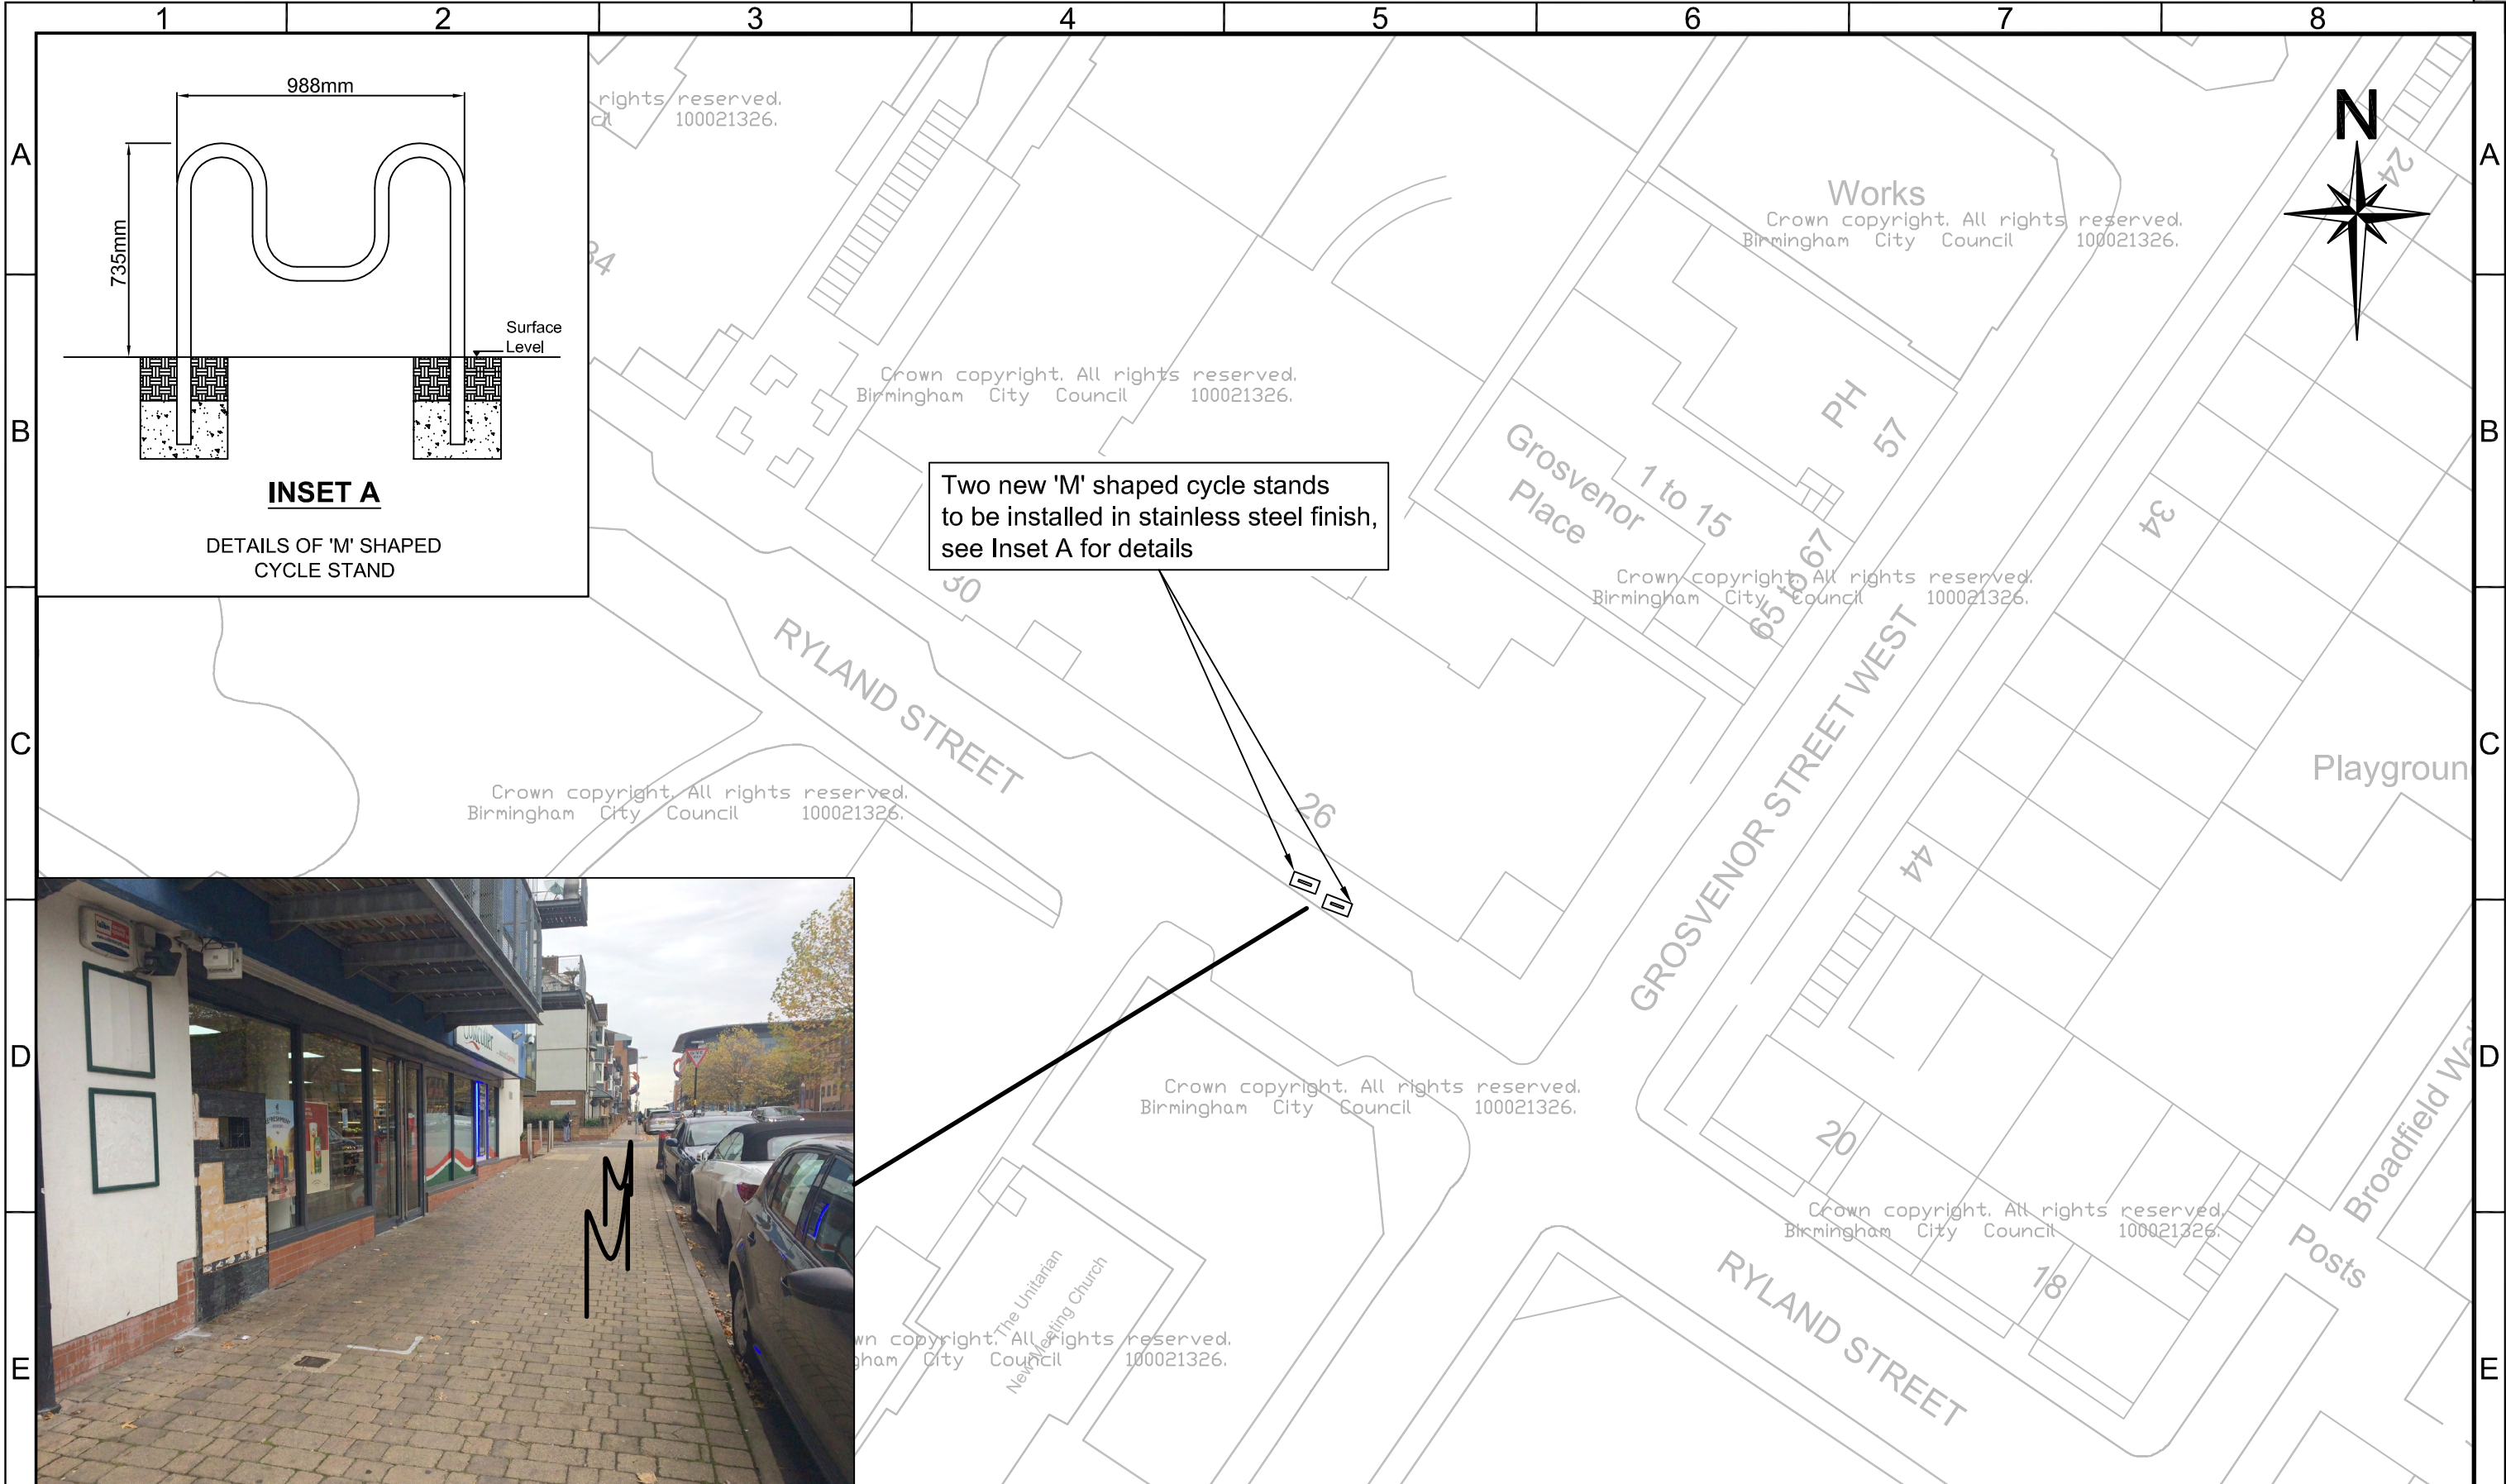 1 2 3 4 5 6 7 8
A
B
C
D
E
A
B
C
D
E
988mm
735mm
Surface
Level
INSET A
DETAILS OF 'M' SHAPED
CYCLE STAND
rights reserved.
100021326.
Works
Crown copyright. All rights reserved.
Birmingham City Council 100021326.
N
24
34
Crown copyright. All rights reserved.
Birmingham City Council 100021326.
PH
57
Grosvenor
Place
1 to 15
Two new 'M' shaped cycle stands
to be installed in stainless steel finish,
see Inset A for details
34
30
65 to 67
Crown copyright. All rights reserved.
Birmingham City Council 100021326.
RYLAND STREET
GROSVENOR STREET WEST
Playgroun
Crown copyright. All rights reserved.
Birmingham City Council 100021326.
26
44
Crown copyright. All rights reserved.
Birmingham City Council 100021326.
20
Broadfield Wa
Crown copyright. All rights reserved.
Birmingham City Council 100021326.
Posts
18
RYLAND STREET
The Unitarian
New Meeting Church
wn copyright. All rights reserved.
gham City Council 100021326.